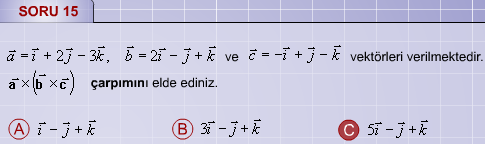 SORU 15
a⃗ = i⃗ + 2j⃗ − 3k⃗ , b⃗ = 2i⃗ − j⃗ + k⃗ ve c⃗ = −i⃗ + j⃗ − k⃗ vektörleri verilmektedir.
a⃗ × (b⃗ × c⃗) çarpımını elde ediniz.
A i⃗ − j⃗ + k⃗ B 3i⃗ − j⃗ + k⃗ C 5i⃗ − j⃗ + k⃗